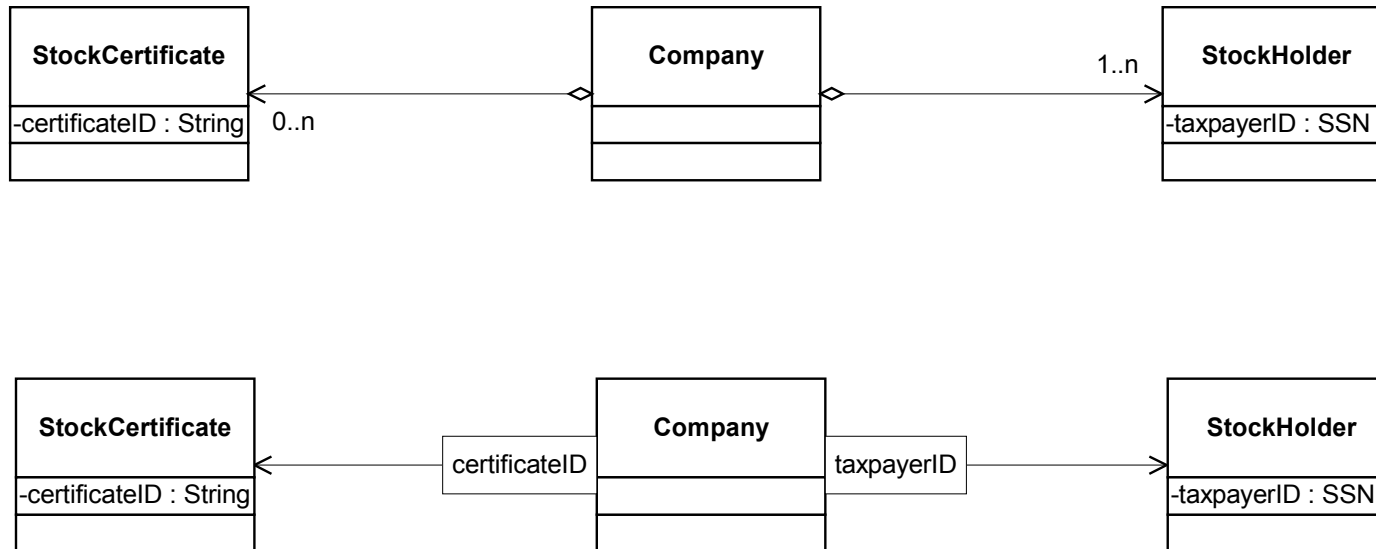 StockCertificate
-certificateID : String
0..n
Company
1..n
StockHolder
-taxpayerID : SSN
StockCertificate
-certificateID : String
certificateID
Company
taxpayerID
StockHolder
-taxpayerID : SSN